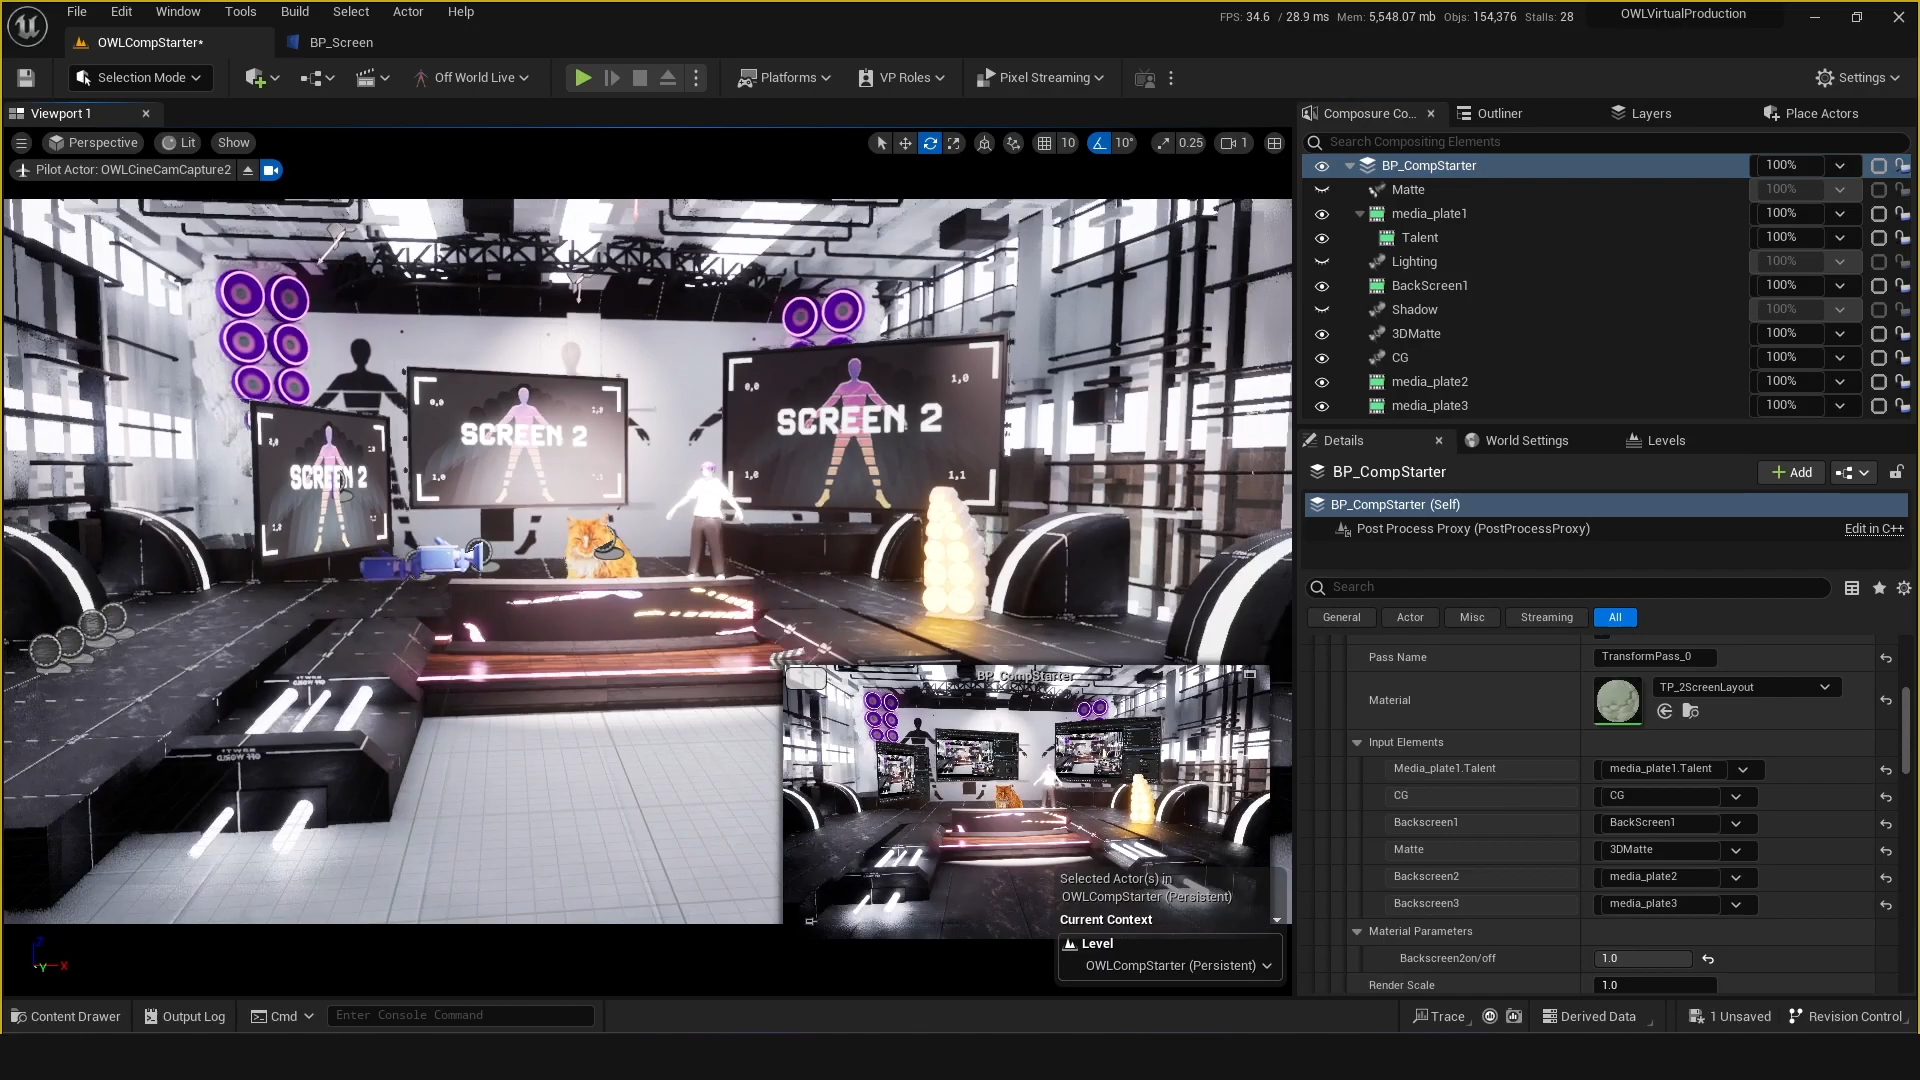 File Edit Window Tools Build Select Actor Help
FPS: 34.6 / 28.9 ms Mem: 5,548.07 mb Objs: 154,376 Stalls: 28
OWLVirtualProduction
OWLCompStarter*
BP_Screen
Selection Mode
Off World Live
Platforms
VP Roles
Pixel Streaming
Settings
Viewport 1
Perspective
Lit
Show
10
10°
0.25
1
Pilot Actor: OWLCineCamCapture2
SCREEN 2
SCREEN 2
SCREEN 2
0,0
1,0
1,0
1,1
BP_CompStarter
Selected Actor(s) in
OWLCompStarter (Persistent)
Current Context
Level
OWLCompStarter (Persistent)
Z
Y
X
Composure Co...
Outliner
Layers
Place Actors
Search Compositing Elements
BP_CompStarter 100%
Matte 100%
media_plate1 100%
Talent 100%
Lighting 100%
BackScreen1 100%
Shadow 100%
3DMatte 100%
CG 100%
media_plate2 100%
media_plate3 100%
Details
World Settings
Levels
BP_CompStarter
Add
BP_CompStarter (Self)
Post Process Proxy (PostProcessProxy)
Edit in C++
Search
General Actor Misc Streaming All
Pass Name TransformPass_0
Material TP_2ScreenLayout
Input Elements
Media_plate1.Talent media_plate1.Talent
CG CG
Backscreen1 BackScreen1
Matte 3DMatte
Backscreen2 media_plate2
Backscreen3 media_plate3
Material Parameters
Backscreen2on/off 1.0
Render Scale 1.0
Content Drawer
Output Log
Cmd
Enter Console Command
Trace
Derived Data
1 Unsaved
Revision Control